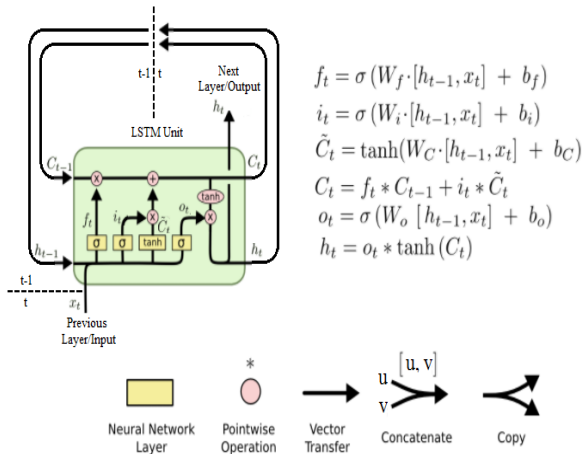 t-1 t
Next
Layer/Output
h_t
LSTM Unit
C_{t-1}
C_t
x
+
tanh
f_t
i_t
x
C̃_t
o_t
x
σ
σ
tanh
σ
h_{t-1}
h_t
t-1
t
x_t
Previous
Layer/Input
f_t = σ(W_f·[h_{t-1}, x_t] + b_f)
i_t = σ(W_i·[h_{t-1}, x_t] + b_i)
C̃_t = tanh(W_C·[h_{t-1}, x_t] + b_C)
C_t = f_t * C_{t-1} + i_t * C̃_t
o_t = σ(W_o [h_{t-1}, x_t] + b_o)
h_t = o_t * tanh(C_t)
*
[u, v]
u
v
Neural Network
Layer
Pointwise
Operation
Vector
Transfer
Concatenate
Copy